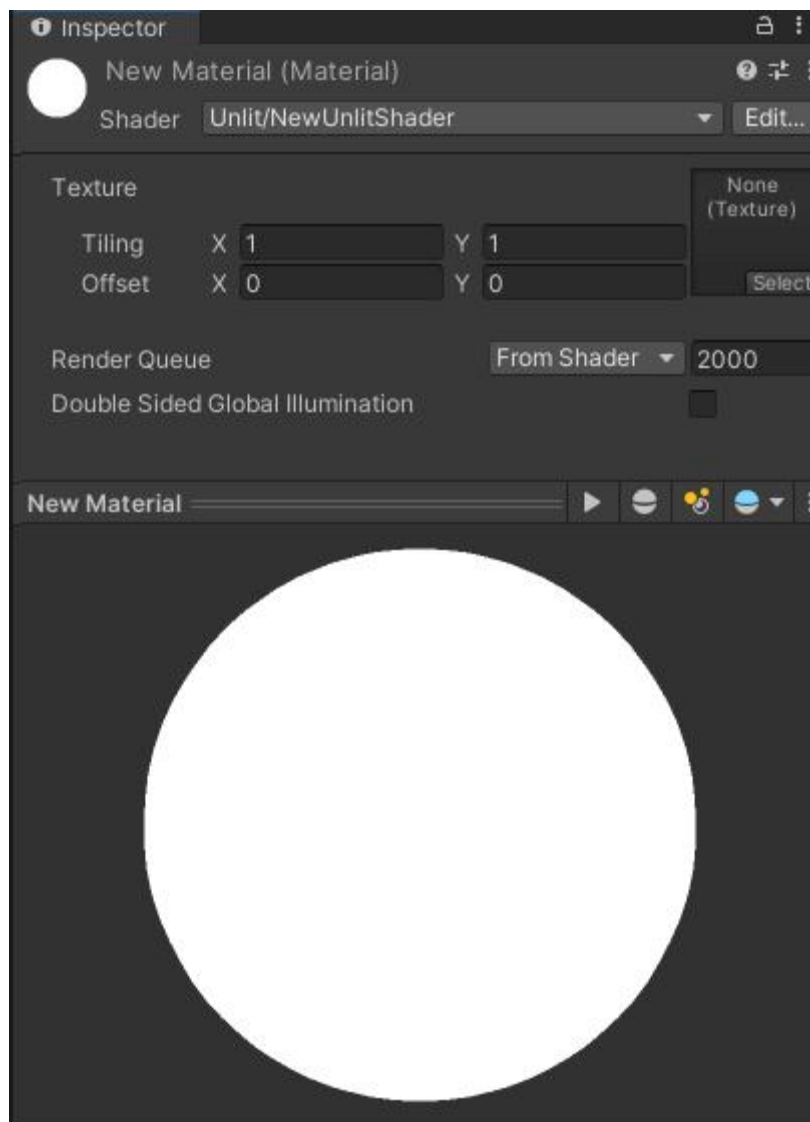 Inspector
New Material (Material)
Shader Unlit/NewUnlitShader Edit...
Texture None
(Texture)
Tiling X 1 Y 1
Offset X 0 Y 0 Select
Render Queue From Shader 2000
Double Sided Global Illumination
New Material